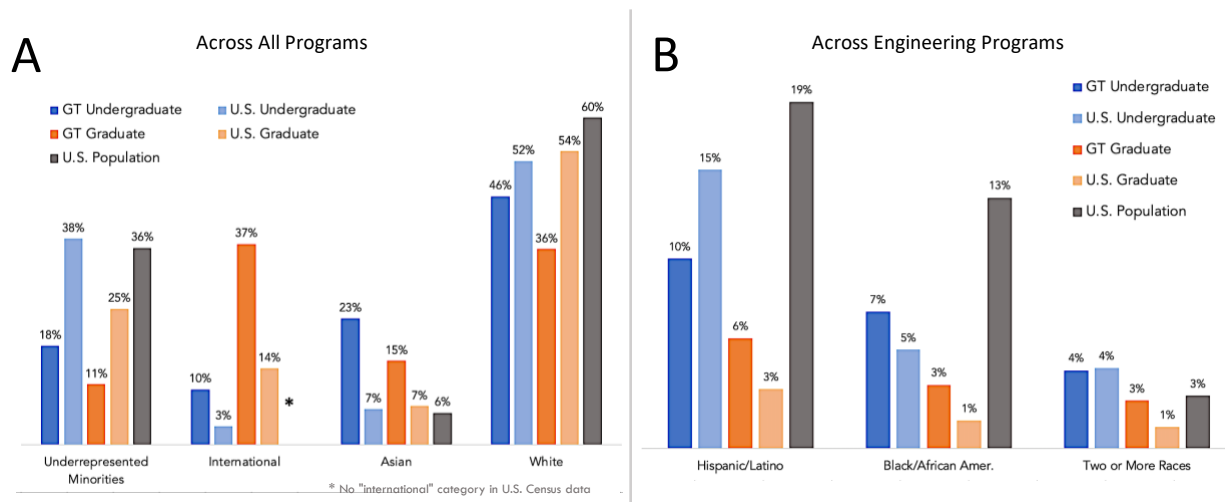 A
Across All Programs
GT Undergraduate
U.S. Undergraduate
GT Graduate
U.S. Graduate
U.S. Population
18%
38%
11%
25%
36%
10%
3%
37%
14%
*
23%
7%
15%
7%
6%
46%
52%
36%
54%
60%
Underrepresented
Minorities
International
Asian
White
* No "international" category in U.S. Census data
B
Across Engineering Programs
GT Undergraduate
U.S. Undergraduate
GT Graduate
U.S. Graduate
U.S. Population
10%
15%
6%
3%
19%
7%
5%
3%
1%
13%
4%
4%
3%
1%
3%
Hispanic/Latino
Black/African Amer.
Two or More Races